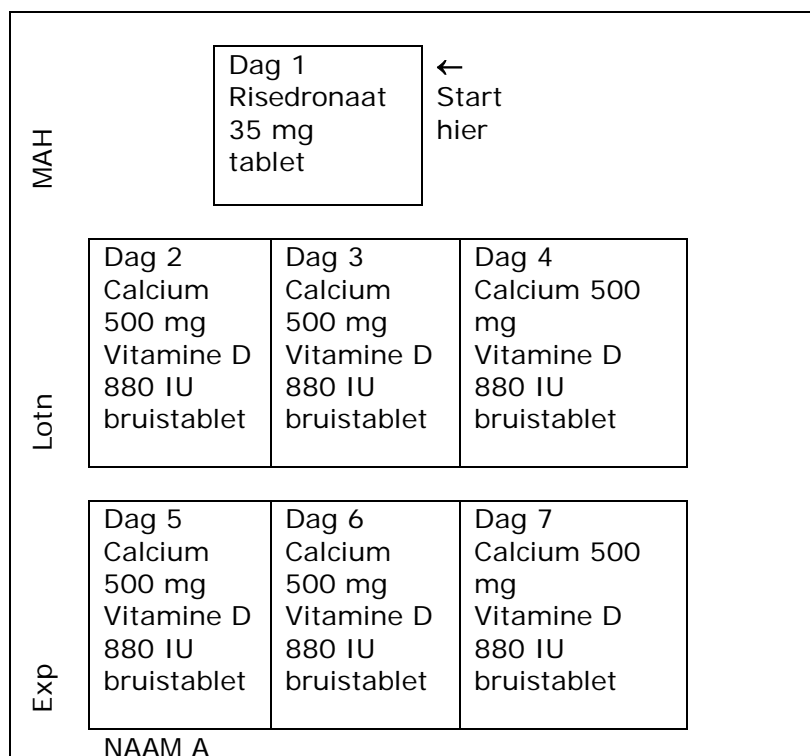 Dag 1
Risedronaat
35 mg
tablet
←
Start
hier
MAH
Dag 2
Calcium
500 mg
Vitamine D
880 IU
bruistablet
Dag 3
Calcium
500 mg
Vitamine D
880 IU
bruistablet
Dag 4
Calcium 500
mg
Vitamine D
880 IU
bruistablet
Lotn
Dag 5
Calcium
500 mg
Vitamine D
880 IU
bruistablet
Dag 6
Calcium
500 mg
Vitamine D
880 IU
bruistablet
Dag 7
Calcium 500
mg
Vitamine D
880 IU
bruistablet
Exp
NAAM A